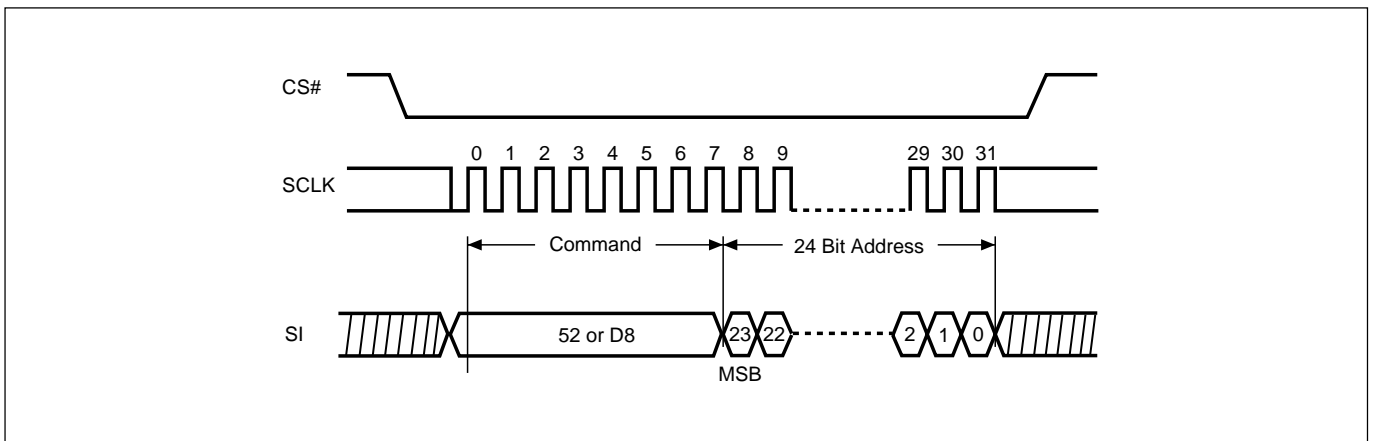 CS#
0 1 2 3 4 5 6 7 8 9 29 30 31
SCLK
Command 24 Bit Address
SI 52 or D8 23 22 2 1 0
MSB